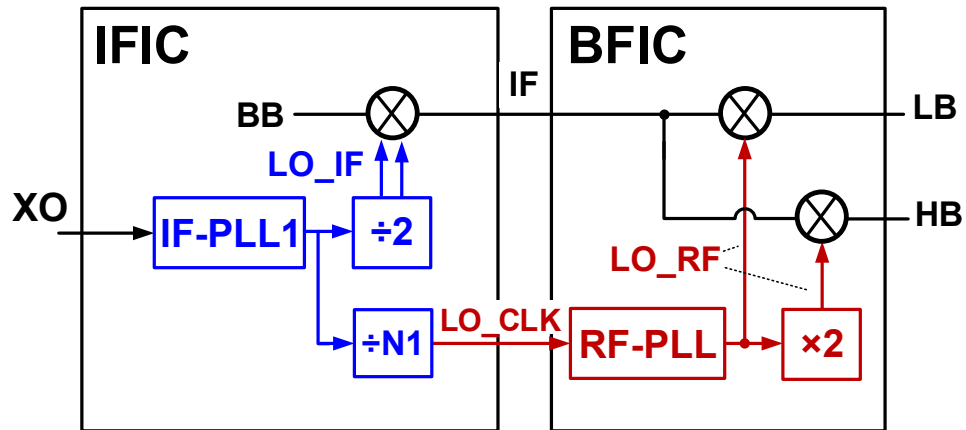 IFIC
BFIC
IF
BB
LB
LO_IF
XO
HB
IF-PLL1
÷2
LO_RF
LO_CLK
÷N1
RF-PLL
×2